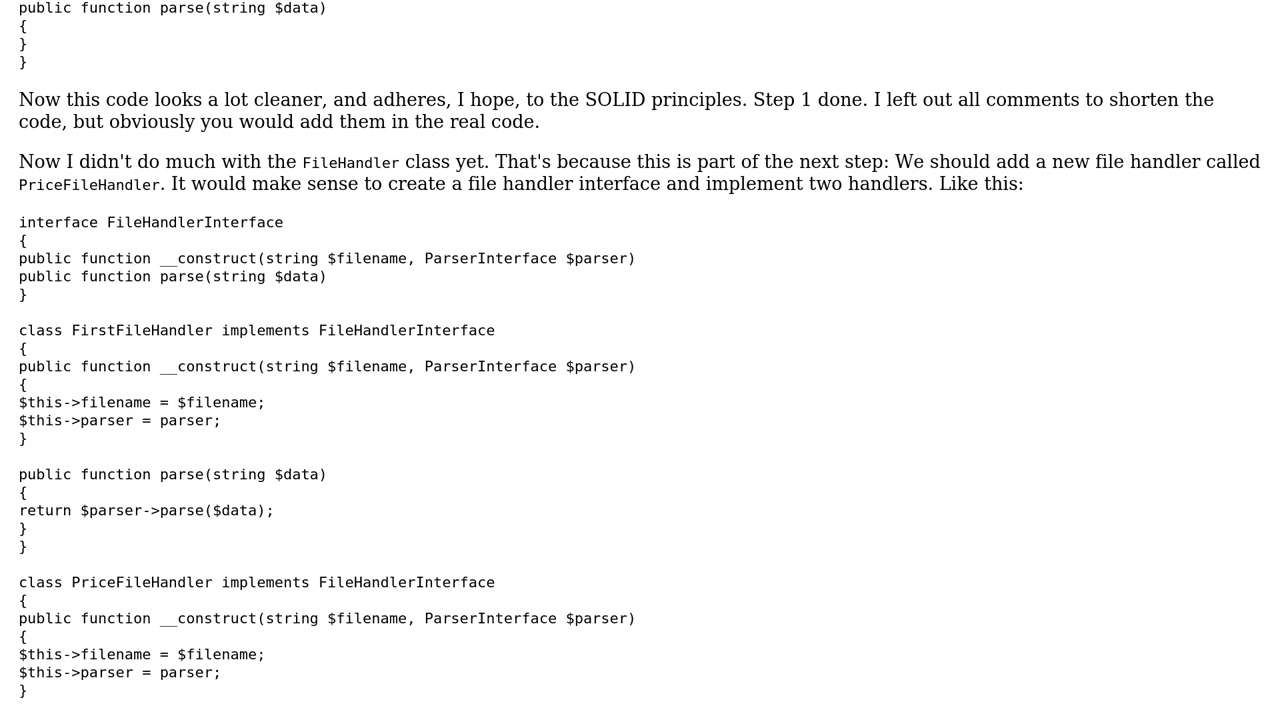 public function parse(string $data)
{
}
}
Now this code looks a lot cleaner, and adheres, I hope, to the SOLID principles. Step 1 done. I left out all comments to shorten the
code, but obviously you would add them in the real code.
Now I didn't do much with the FileHandler class yet. That's because this is part of the next step: We should add a new file handler called
PriceFileHandler. It would make sense to create a file handler interface and implement two handlers. Like this:
interface FileHandlerInterface
{
public function __construct(string $filename, ParserInterface $parser)
public function parse(string $data)
}
class FirstFileHandler implements FileHandlerInterface
{
public function __construct(string $filename, ParserInterface $parser)
{
$this->filename = $filename;
$this->parser = parser;
}
public function parse(string $data)
{
return $parser->parse($data);
}
}
class PriceFileHandler implements FileHandlerInterface
{
public function __construct(string $filename, ParserInterface $parser)
{
$this->filename = $filename;
$this->parser = parser;
}